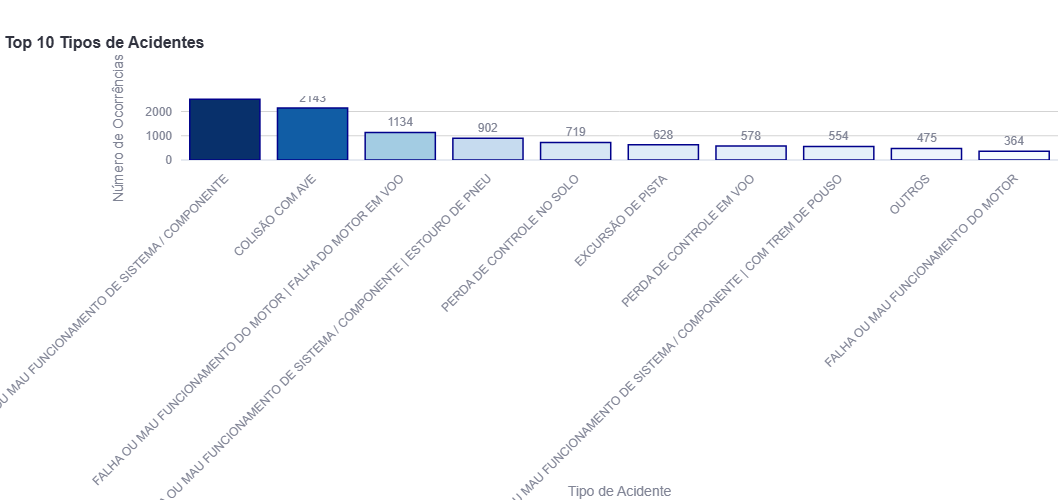 Top 10 Tipos de Acidentes
Número de Ocorrências
2000
1000
0
2143
1134
902
719
628
578
554
475
364
OU MAU FUNCIONAMENTO DE SISTEMA / COMPONENTE
COLISÃO COM AVE
FALHA OU MAU FUNCIONAMENTO DO MOTOR | FALHA DO MOTOR EM VOO
OU MAU FUNCIONAMENTO DE SISTEMA / COMPONENTE | ESTOURO DE PNEU
PERDA DE CONTROLE NO SOLO
EXCURSÃO DE PISTA
PERDA DE CONTROLE EM VOO
MAU FUNCIONAMENTO DE SISTEMA / COMPONENTE | COM TREM DE POUSO
OUTROS
FALHA OU MAU FUNCIONAMENTO DO MOTOR
Tipo de Acidente